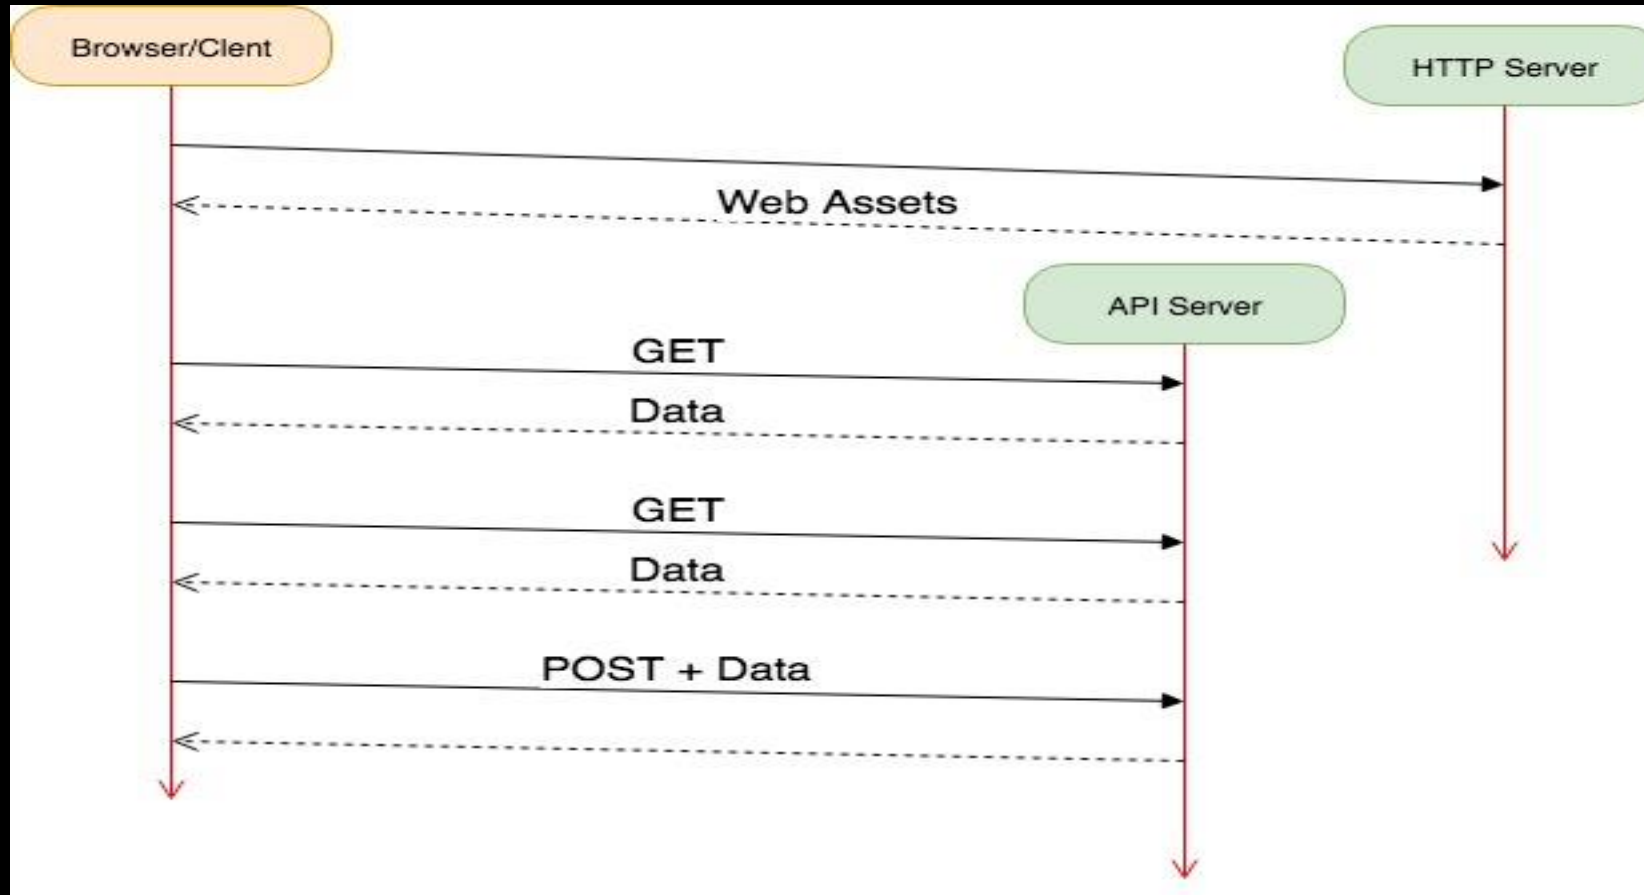 Browser/Clent
HTTP Server
Web Assets
API Server
GET
Data
GET
Data
POST + Data